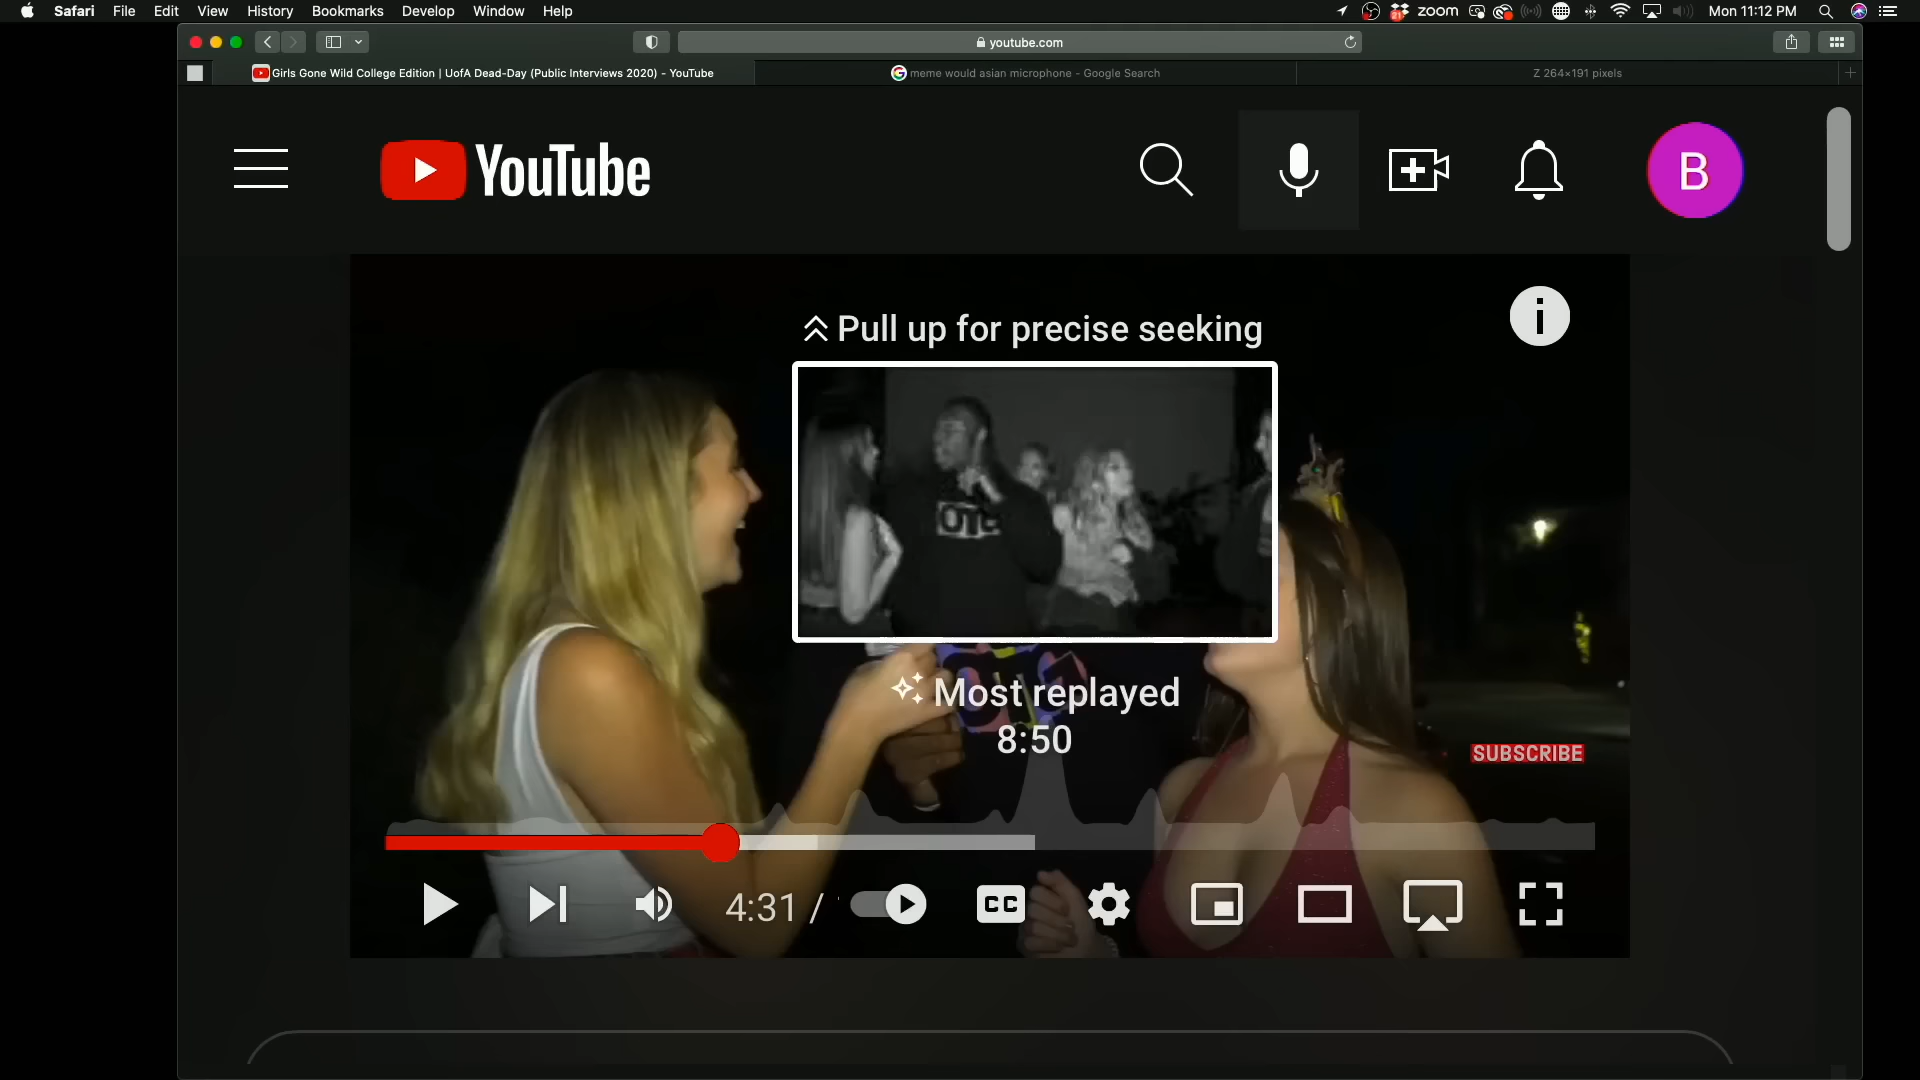 Safari File Edit View History Bookmarks Develop Window Help
21 zoom Mon 11:12 PM
youtube.com
Girls Gone Wild College Edition | UofA Dead-Day (Public Interviews 2020) - YouTube
meme would asian microphone - Google Search
Z 264×191 pixels
YouTube
B
Pull up for precise seeking
Most replayed
8:50
SUBSCRIBE
4:31 /
CC